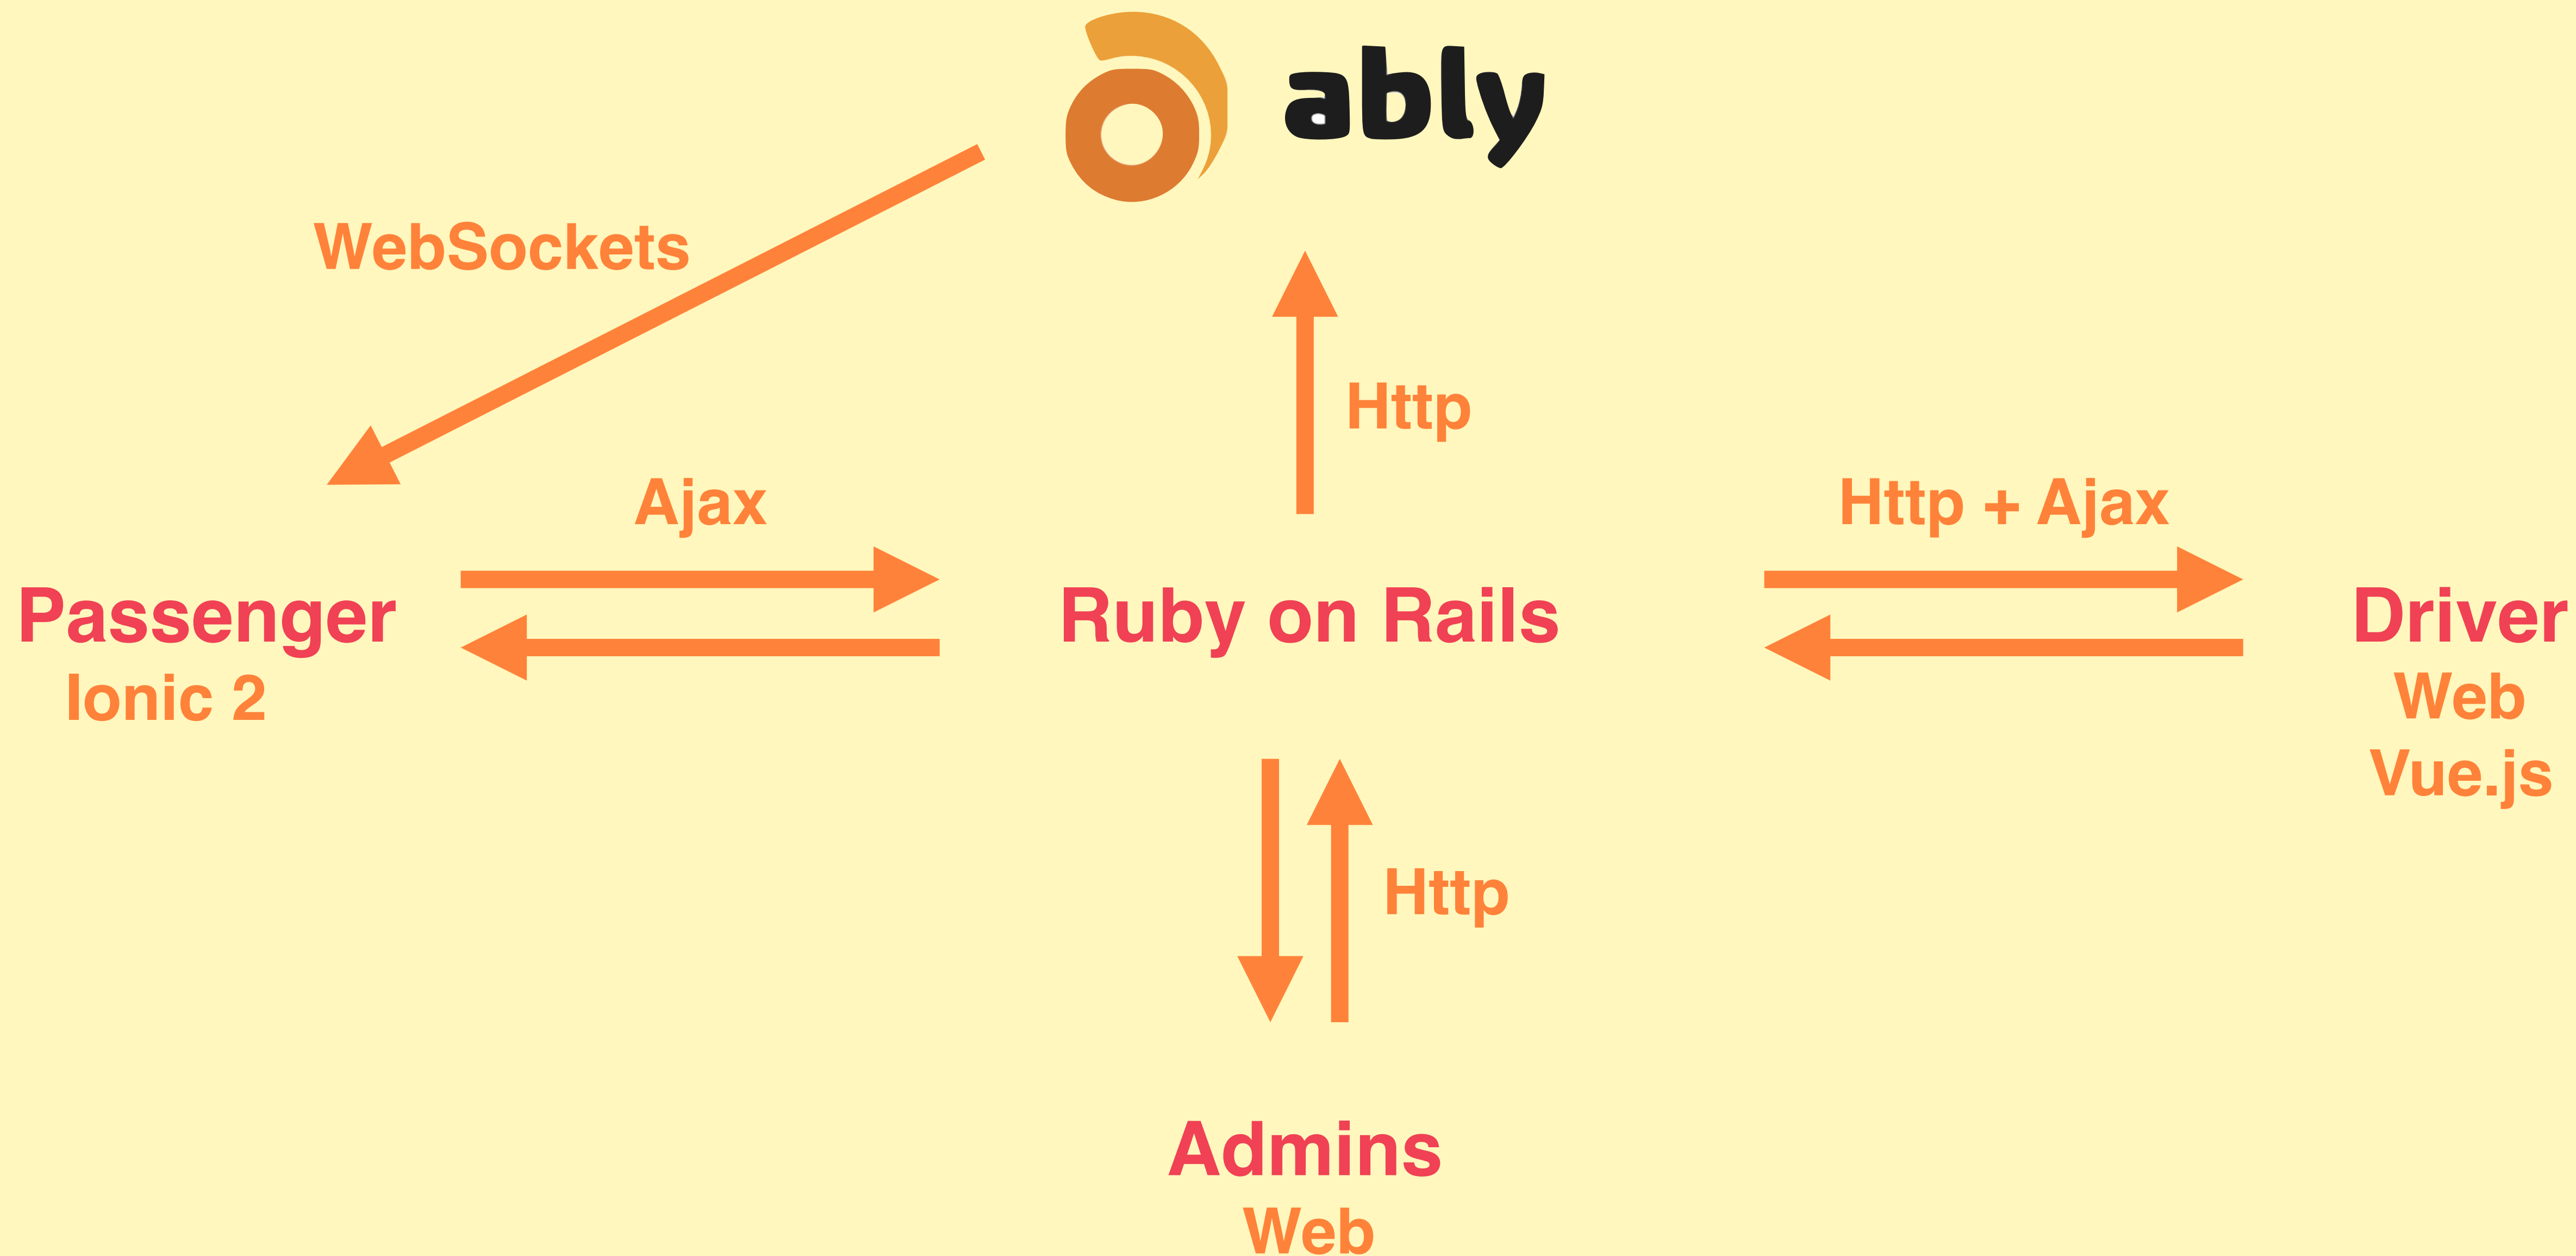 ably
WebSockets
Http
Ajax
Http + Ajax
Passenger
Ionic 2
Ruby on Rails
Driver
Web
Vue.js
Http
Admins
Web